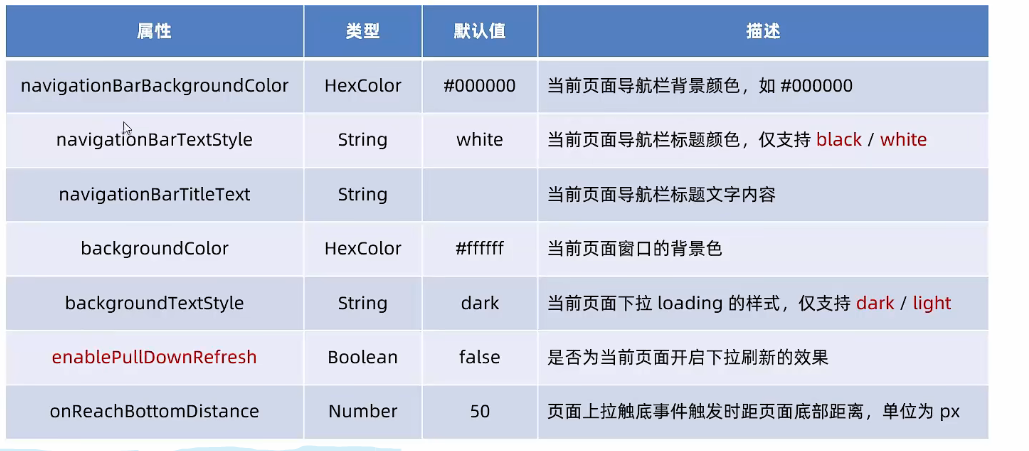 属性 类型 默认值 描述
navigationBarBackgroundColor HexColor #000000 当前页面导航栏背景颜色，如 #000000
navigationBarTextStyle String white 当前页面导航栏标题颜色，仅支持 black / white
navigationBarTitleText String 当前页面导航栏标题文字内容
backgroundColor HexColor #ffffff 当前页面窗口的背景色
backgroundTextStyle String dark 当前页面下拉 loading 的样式，仅支持 dark / light
enablePullDownRefresh Boolean false 是否为当前页面开启下拉刷新的效果
onReachBottomDistance Number 50 页面上拉触底事件触发时距页面底部距离，单位为 px